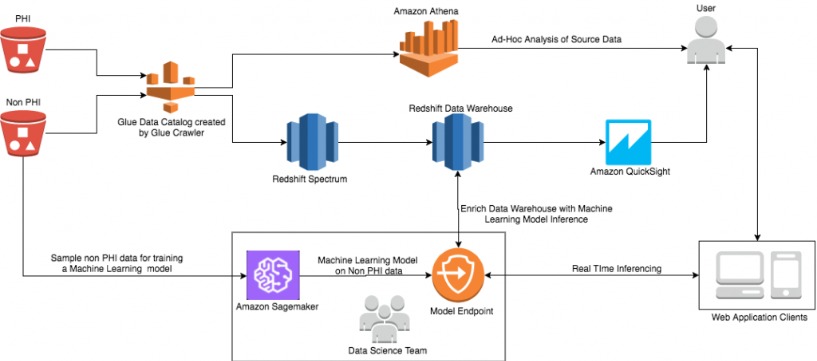 PHI
Amazon Athena
User
Ad-Hoc Analysis of Source Data
Non PHI
Glue Data Catalog created
by Glue Crawler
Redshift Data Warehouse
Redshift Spectrum
Amazon QuickSight
Enrich Data Warehouse with Machine
Learning Model Inference
Sample non PHI data for training
a Machine Learning model
Machine Learning Model
on Non PHI data
Real TIme Inferencing
Amazon Sagemaker
Model Endpoint
Web Application Clients
Data Science Team